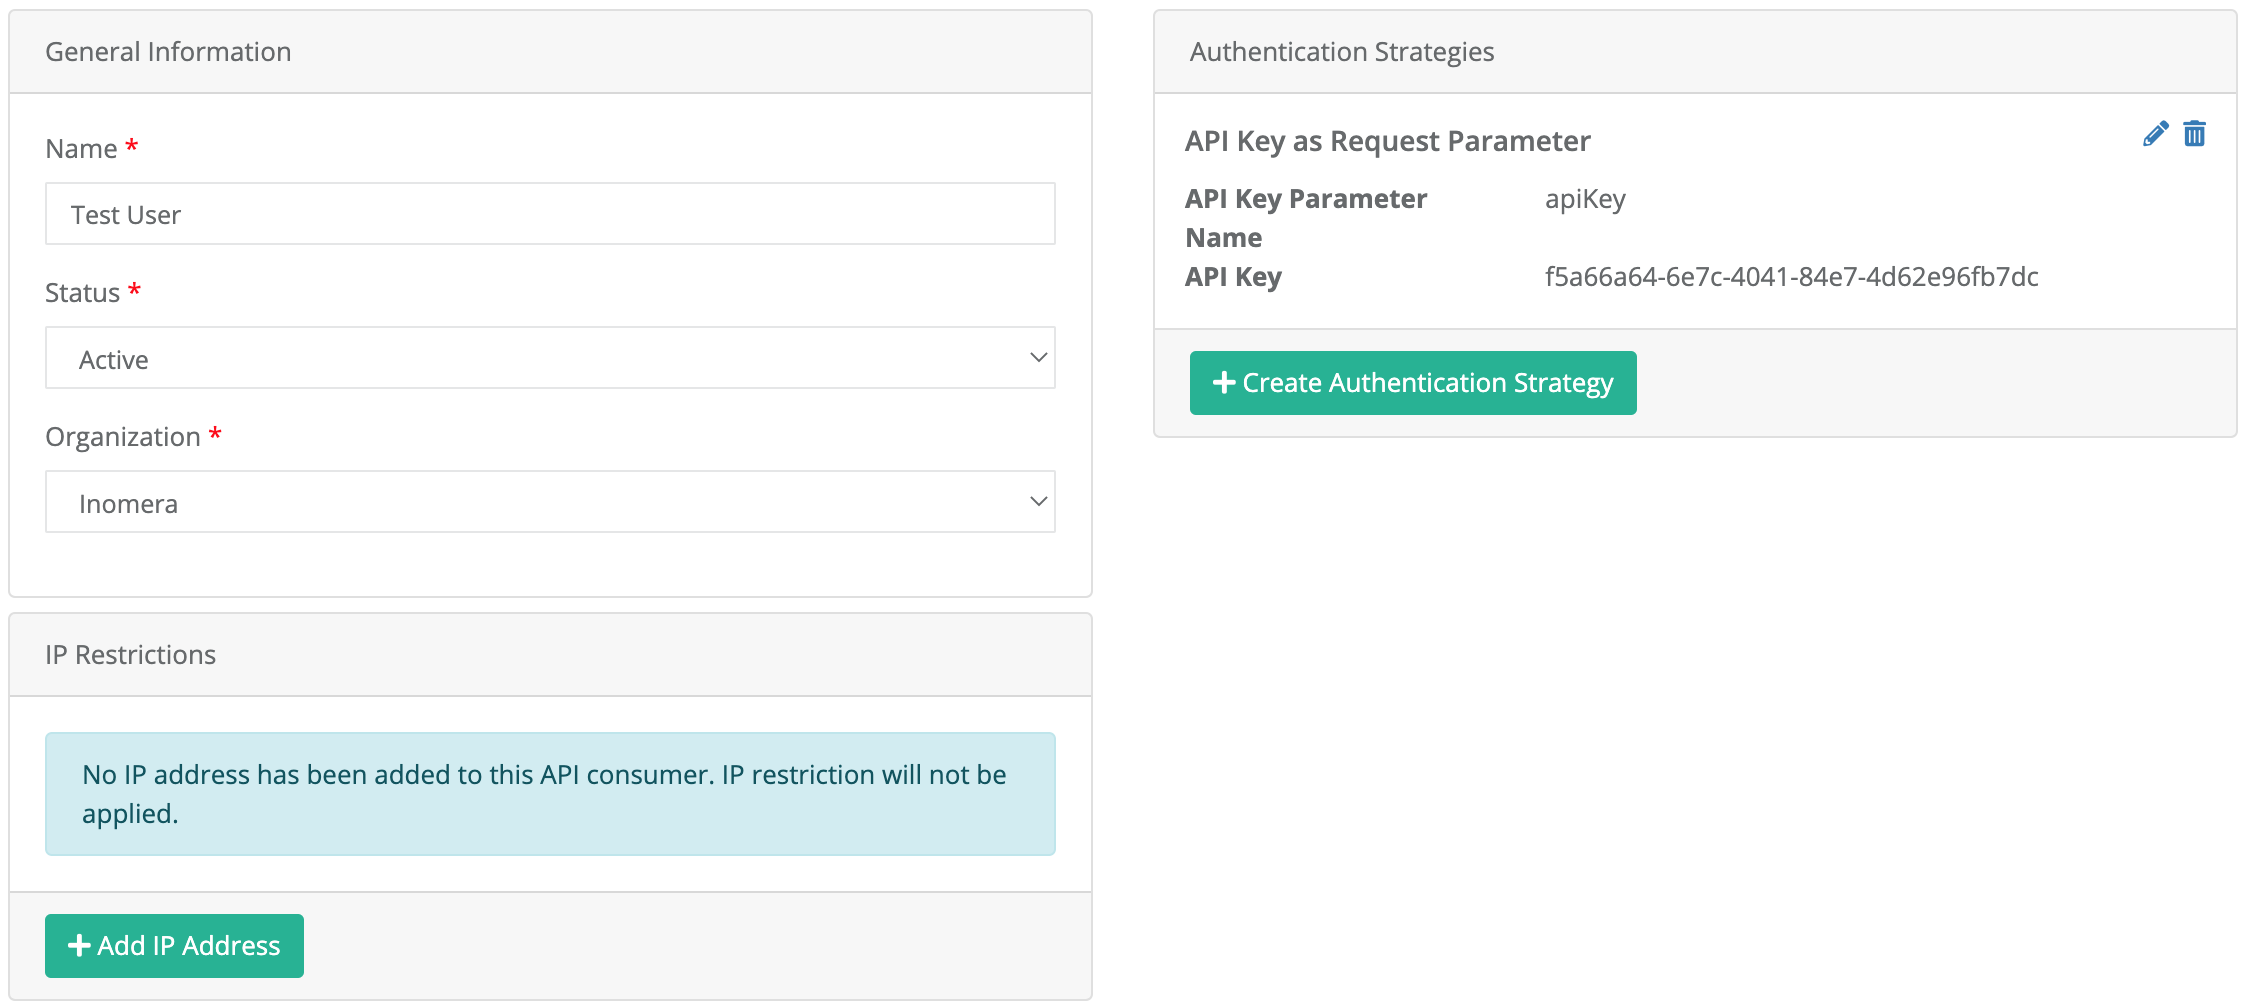 General Information
Name *
Test User
Status *
Active
Organization *
Inomera
IP Restrictions
No IP address has been added to this API consumer. IP restriction will not be
applied.
Add IP Address
Authentication Strategies
API Key as Request Parameter
API Key Parameter Name apiKey
API Key f5a66a64-6e7c-4041-84e7-4d62e96fb7dc
Create Authentication Strategy